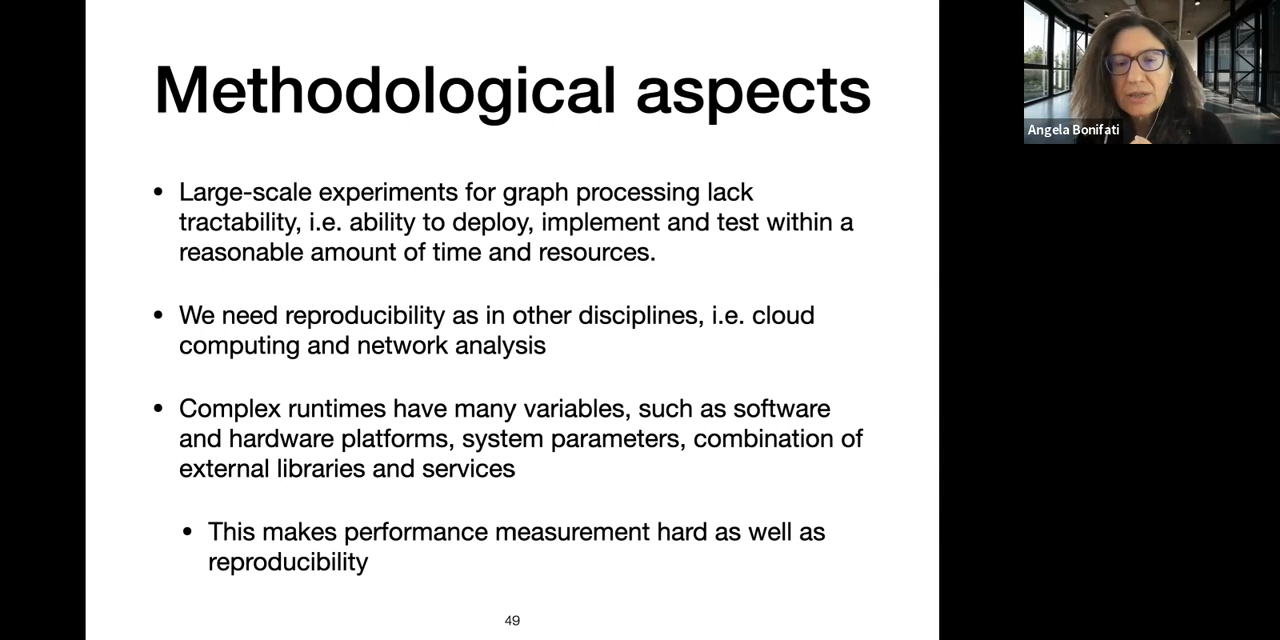 Methodological aspects
Angela Bonifati
• Large-scale experiments for graph processing lack
tractability, i.e. ability to deploy, implement and test within a
reasonable amount of time and resources.
• We need reproducibility as in other disciplines, i.e. cloud
computing and network analysis
• Complex runtimes have many variables, such as software
and hardware platforms, system parameters, combination of
external libraries and services
• This makes performance measurement hard as well as
reproducibility
49